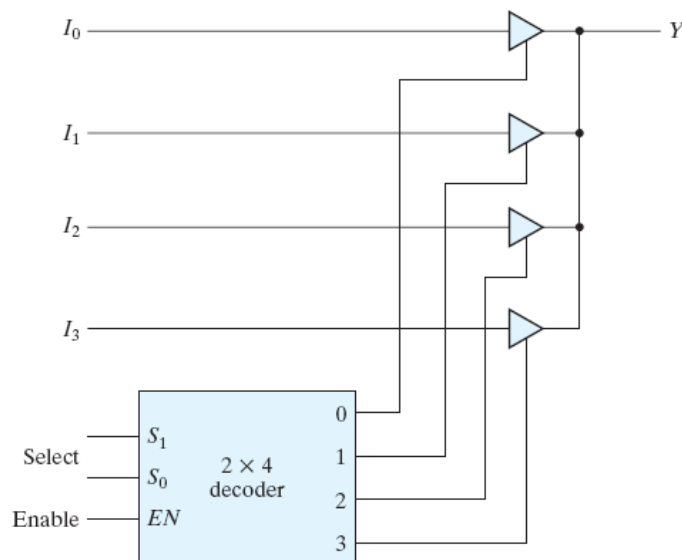 I₀
Y
I₁
I₂
I₃
0
S₁
1
Select
2 × 4
decoder
S₀
2
Enable
EN
3